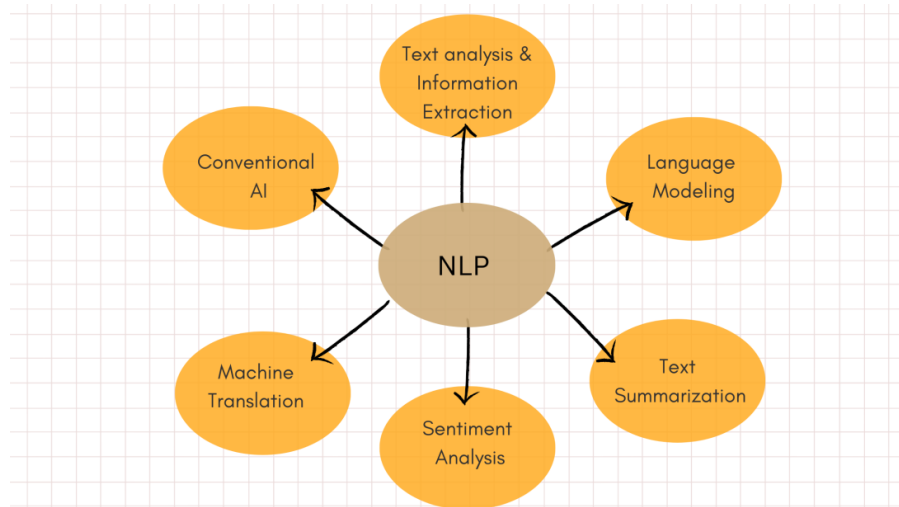 Text analysis &
Information
Extraction
Conventional
AI
Language
Modeling
NLP
Machine
Translation
Text
Summarization
Sentiment
Analysis